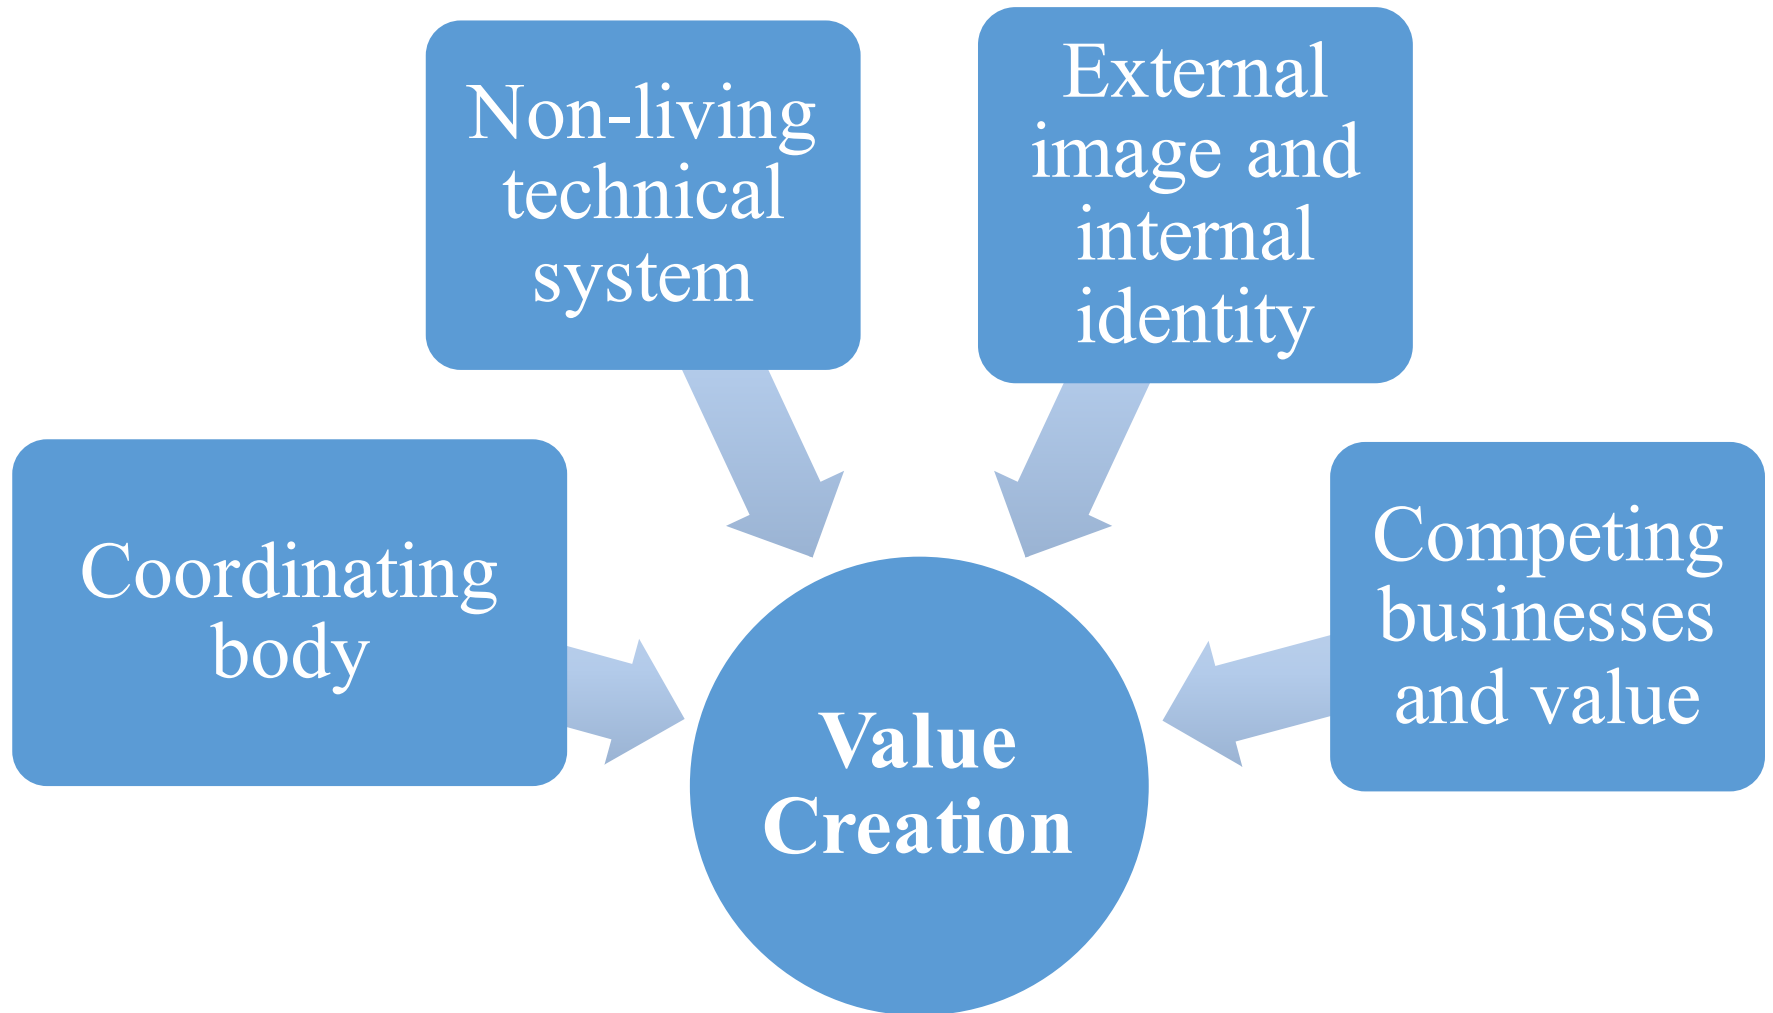 Non-living
technical
system
External
image and
internal
identity
Coordinating
body
Competing
businesses
and value
Value
Creation